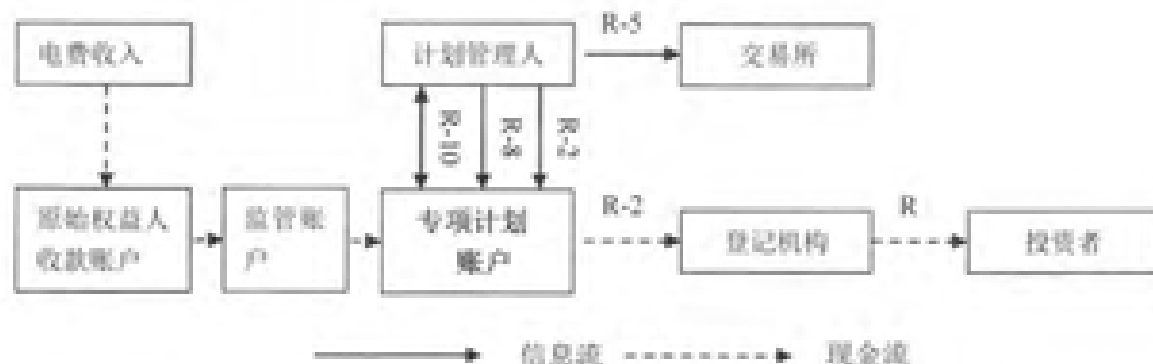 电费收入
计划管理人
R-5
交易所
R-10
R-8
原始权益人
收款账户
监管账
户
专项计划
账户
R-2
登记机构
R
投资者
信息流
现金流